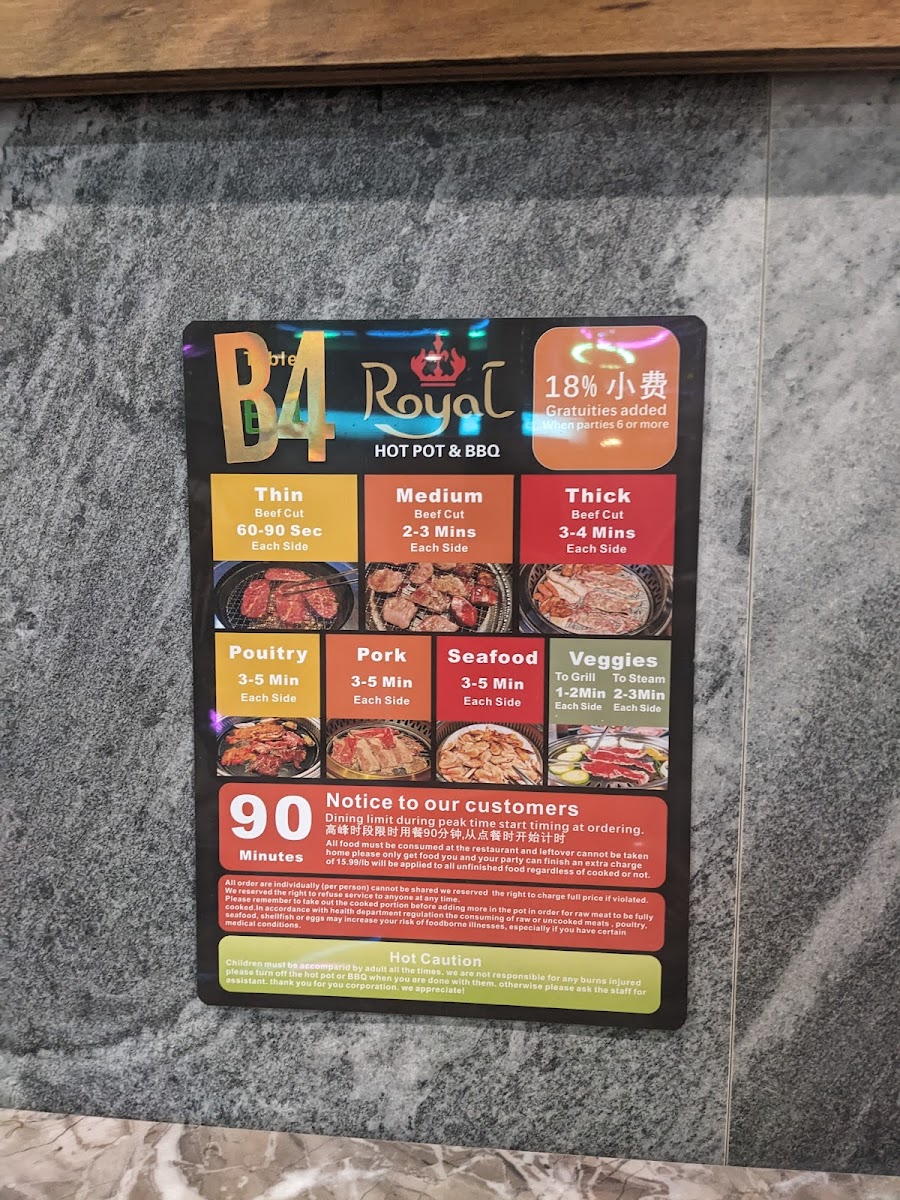 Table
B4
Royal
HOT POT & BBQ
18% 小费
Gratuities added
When parties 6 or more
Thin
Beef Cut
60-90 Sec
Each Side
Medium
Beef Cut
2-3 Mins
Each Side
Thick
Beef Cut
3-4 Mins
Each Side
Pouitry
3-5 Min
Each Side
Pork
3-5 Min
Each Side
Seafood
3-5 Min
Each Side
Veggies
To Grill To Steam
1-2Min 2-3Min
Each Side Each Side
90
Minutes
Notice to our customers
Dining limit during peak time start timing at ordering.
高峰时段限时用餐90分钟,从点餐时开始计时
All food must be consumed at the restaurant and leftover cannot be taken
home please only get food you and your party can finish an extra charge
of 15.99/lb will be applied to all unfinished food regardless of cooked or not.
All order are individually (per person) cannot be shared we reserved the right to charge full price if violated.
We reserved the right to refuse service to anyone at any time.
Please remember to take out the cooked portion before adding more in the pot in order for raw meat to be fully
cooked.In accordance with health department regulation the consuming of raw or uncooked meats , poultry,
seafood, shellfish or eggs may increase your risk of foodborne illnesses, especially if you have certain
medical conditions.
Hot Caution
Children must be accomparid by adult all the times. we are not responsible for any burns injured
please turn off the hot pot or BBQ when you are done with them. otherwise please ask the staff for
assistant. thank you for you corporation. we appreciate!